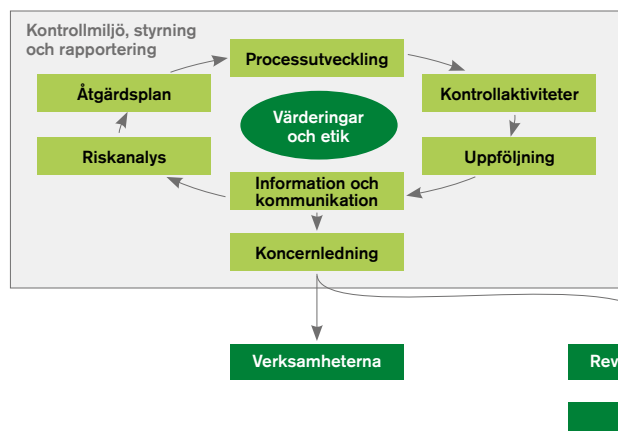 Kontrollmiljö, styrning
och rapportering
Processutveckling
Åtgärdsplan
Kontrollaktiviteter
Värderingar
och etik
Riskanalys
Uppföljning
Information och
kommunikation
Koncernledning
Verksamheterna